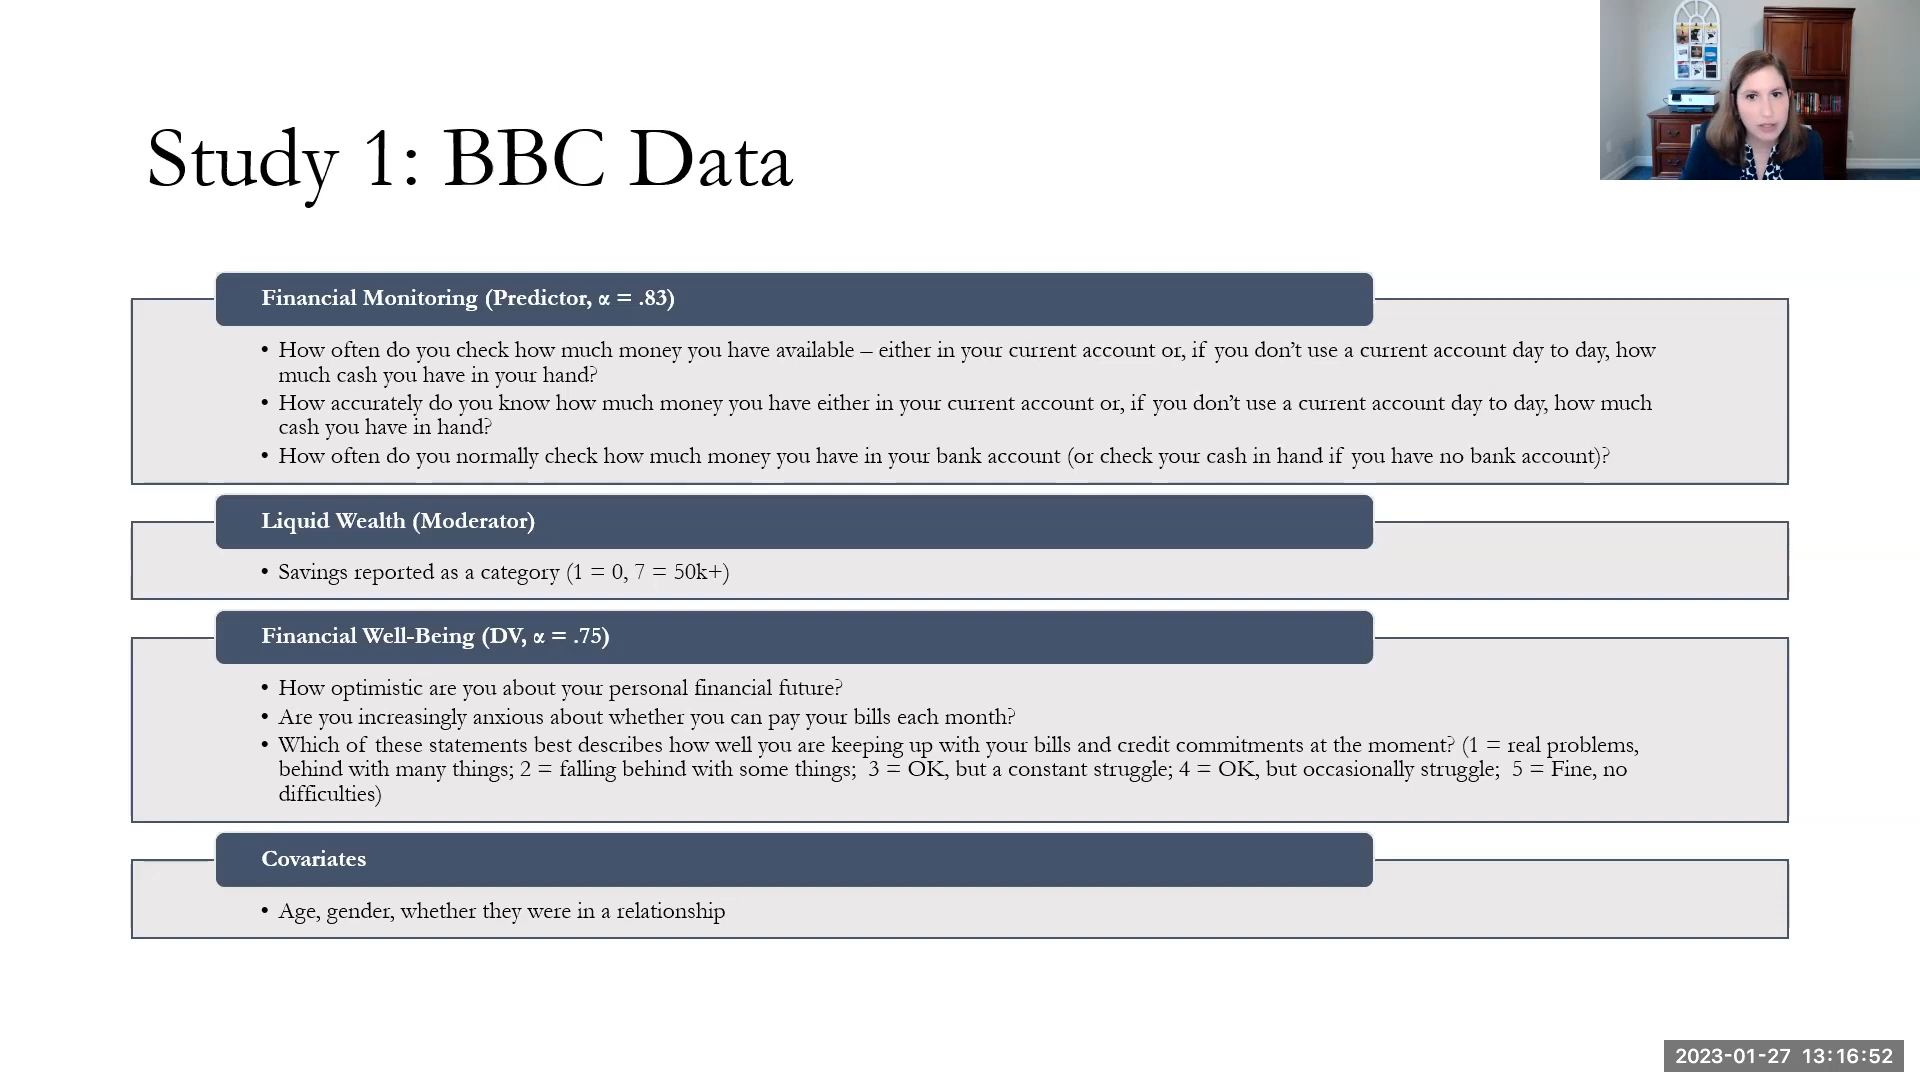 Study 1: BBC Data
Financial Monitoring (Predictor, α = .83)
• How often do you check how much money you have available – either in your current account or, if you don’t use a current account day to day, how
much cash you have in your hand?
• How accurately do you know how much money you have either in your current account or, if you don’t use a current account day to day, how much
cash you have in hand?
• How often do you normally check how much money you have in your bank account (or check your cash in hand if you have no bank account)?
Liquid Wealth (Moderator)
• Savings reported as a category (1 = 0, 7 = 50k+)
Financial Well-Being (DV, α = .75)
• How optimistic are you about your personal financial future?
• Are you increasingly anxious about whether you can pay your bills each month?
• Which of these statements best describes how well you are keeping up with your bills and credit commitments at the moment? (1 = real problems,
behind with many things; 2 = falling behind with some things;  3 = OK, but a constant struggle; 4 = OK, but occasionally struggle;  5 = Fine, no
difficulties)
Covariates
• Age, gender, whether they were in a relationship
2023-01-27 13:16:52